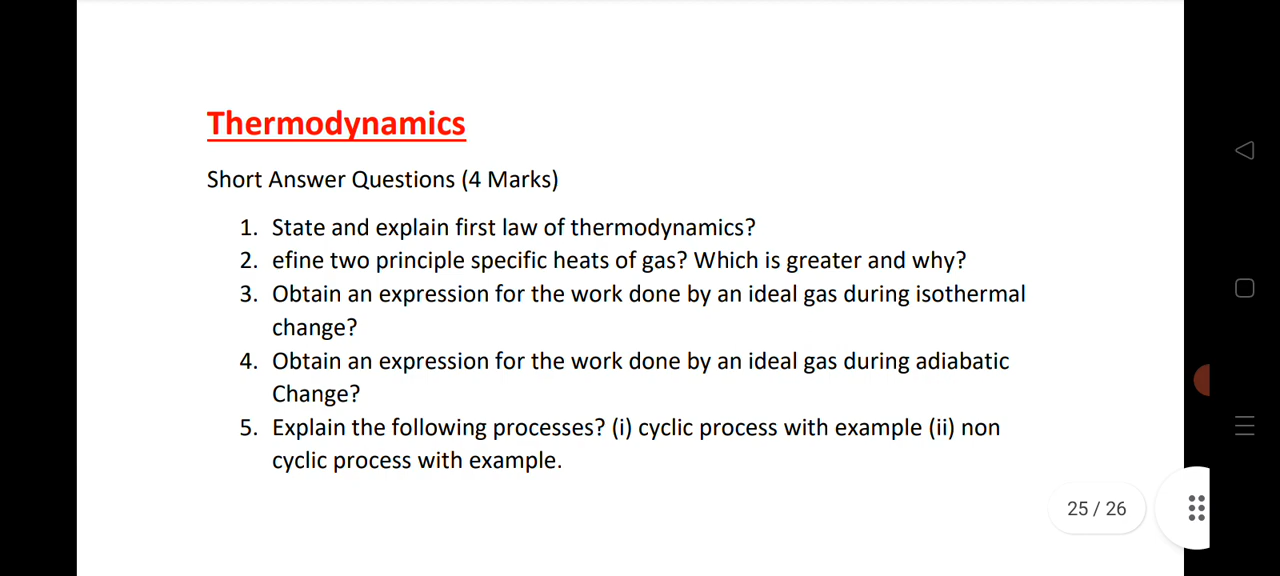 Thermodynamics
Short Answer Questions (4 Marks)
1. State and explain first law of thermodynamics?
2. efine two principle specific heats of gas? Which is greater and why?
3. Obtain an expression for the work done by an ideal gas during isothermal
change?
4. Obtain an expression for the work done by an ideal gas during adiabatic
Change?
5. Explain the following processes? (i) cyclic process with example (ii) non
cyclic process with example.
25 / 26